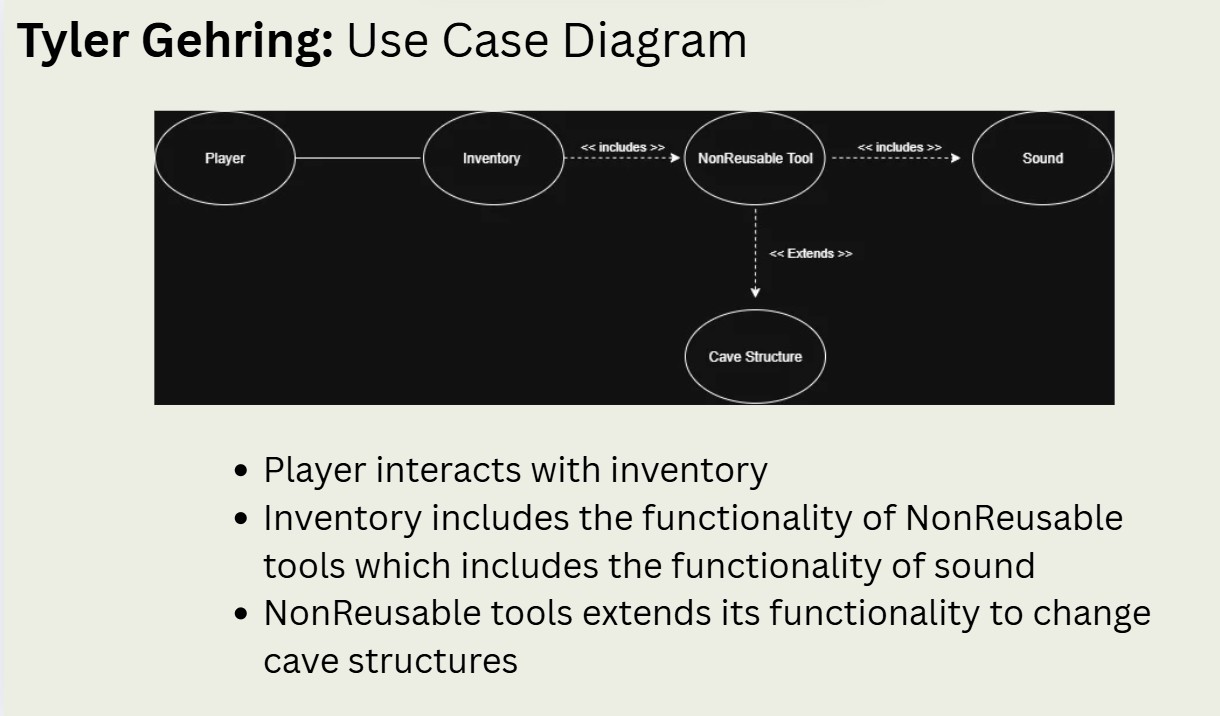 Tyler Gehring: Use Case Diagram
Player
Inventory
<< includes >>
NonReusable Tool
<< includes >>
Sound
<< Extends >>
Cave Structure
• Player interacts with inventory
• Inventory includes the functionality of NonReusable
tools which includes the functionality of sound
• NonReusable tools extends its functionality to change
cave structures